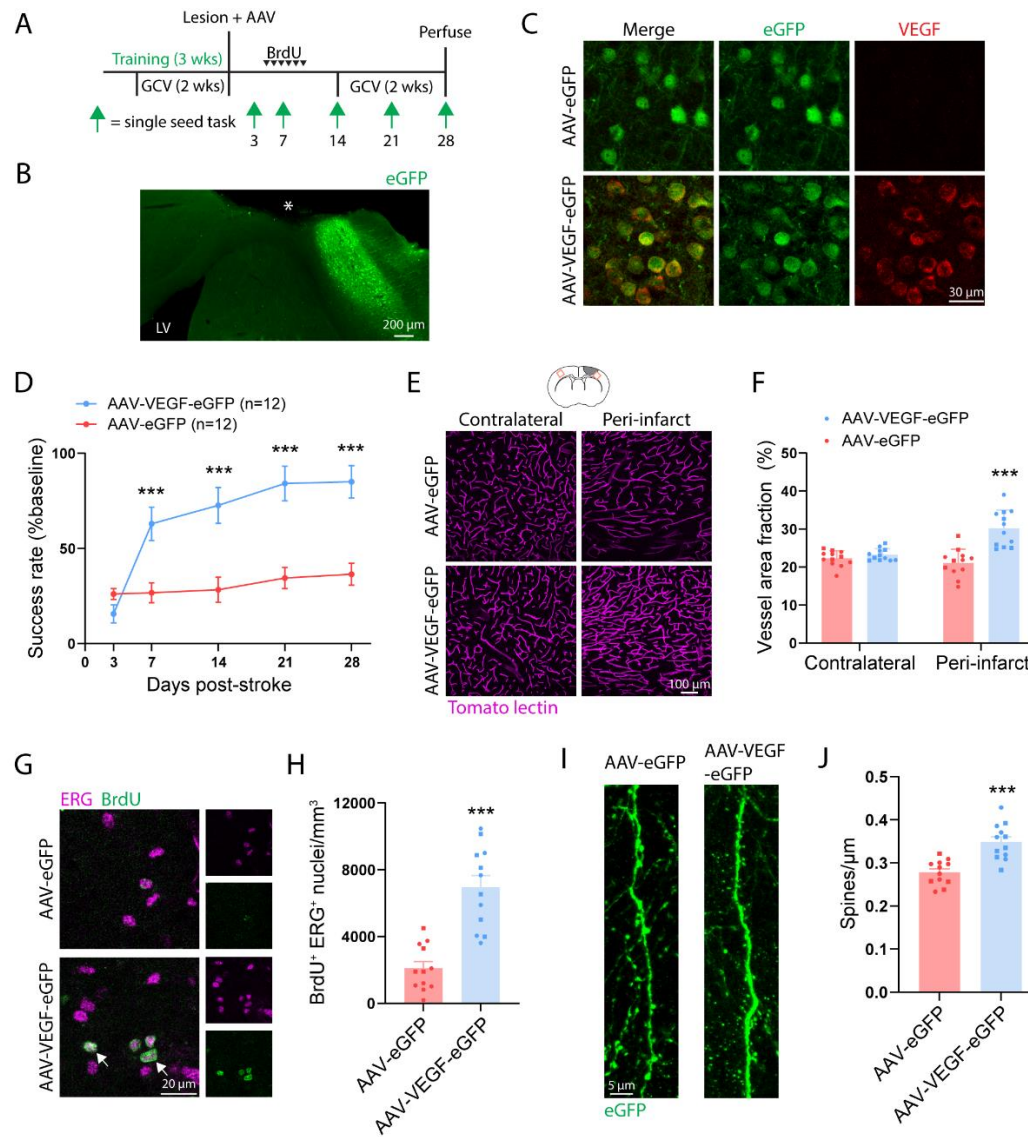 A
Lesion + AAV
Training (3 wks)
BrdU
Perfuse
GCV (2 wks)
GCV (2 wks)
= single seed task
3
7
14
21
28
B
eGFP
*
LV
200 µm
C
Merge
eGFP
VEGF
AAV-eGFP
AAV-VEGF-eGFP
30 µm
D
AAV-VEGF-eGFP (n=12)
AAV-eGFP (n=12)
Success rate (%baseline)
100
50
0
*** *** *** ***
0 3 7 14 21 28
Days post-stroke
E
Contralateral
Peri-infarct
AAV-eGFP
AAV-VEGF-eGFP
100 µm
Tomato lectin
F
AAV-VEGF-eGFP
AAV-eGFP
Vessel area fraction (%)
50
40
30
20
10
0
***
Contralateral
Peri-infarct
G
ERG BrdU
AAV-eGFP
AAV-VEGF-eGFP
20 µm
H
BrdU+ ERG+ nuclei/mm3
12000
8000
4000
0
***
AAV-eGFP
AAV-VEGF-eGFP
I
AAV-eGFP
AAV-VEGF
-eGFP
5 µm
eGFP
J
Spines/µm
0.5
0.4
0.3
0.2
0.1
0.0
***
AAV-eGFP
AAV-VEGF-eGFP